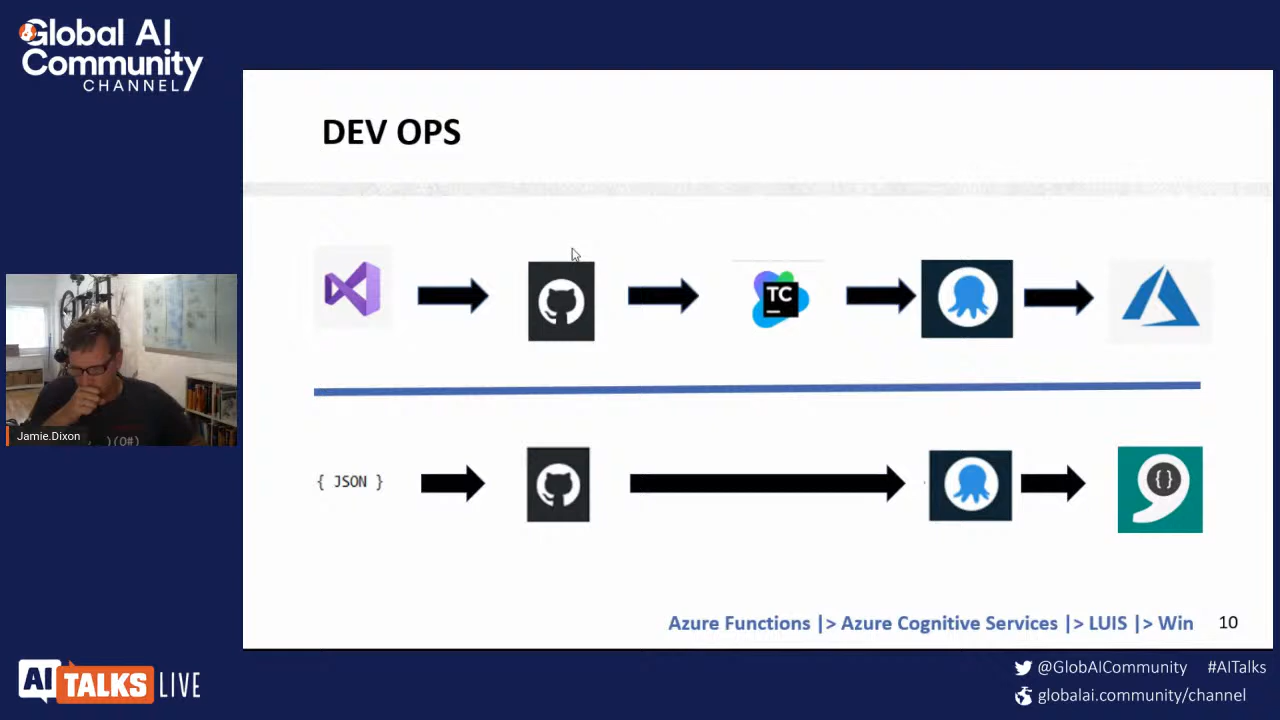 Global AI
Community
CHANNEL
DEV OPS
TC
{ JSON }
{}
Jamie.Dixon
)(O#)
Azure Functions |> Azure Cognitive Services |> LUIS |> Win
10
AI TALKS LIVE
@GlobAICommunity #AITalks
globalai.community/channel